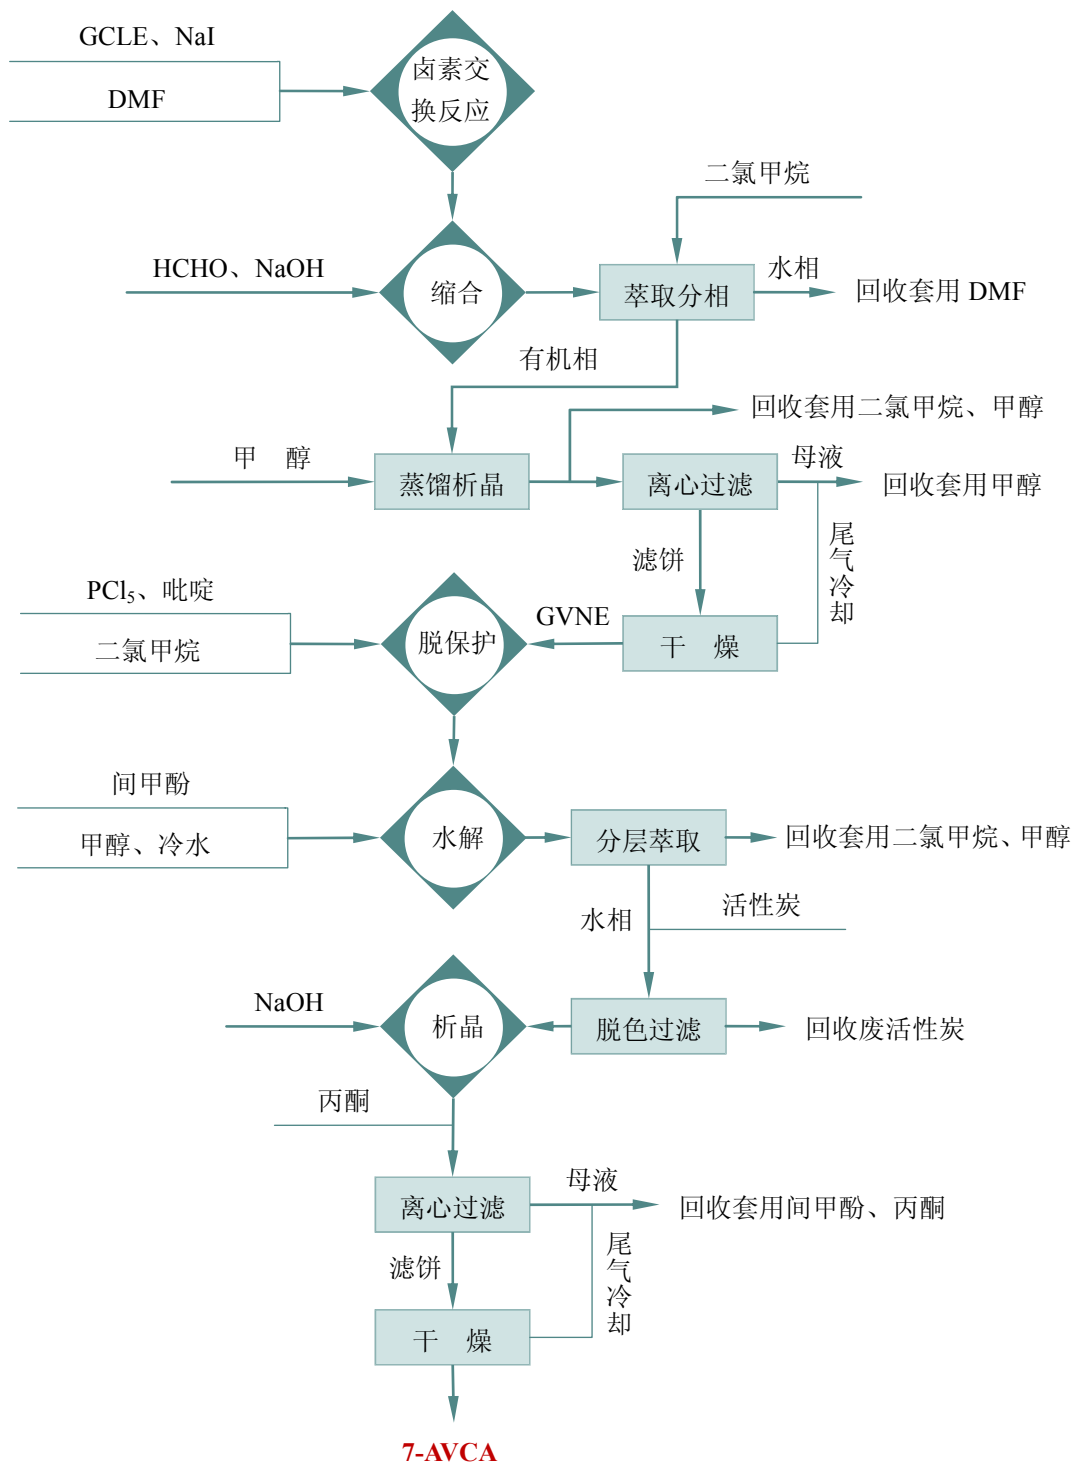 GCLE、NaI
DMF
卤素交
换反应
二氯甲烷
HCHO、NaOH
缩合
萃取分相
水相
回收套用 DMF
有机相
回收套用二氯甲烷、甲醇
甲 醇
蒸馏析晶
离心过滤
母液
回收套用甲醇
滤饼
尾气冷却
PCl₅、吡啶
二氯甲烷
脱保护
GVNE
干 燥
间甲酚
甲醇、冷水
水解
分层萃取
回收套用二氯甲烷、甲醇
水相
活性炭
NaOH
析晶
脱色过滤
回收废活性炭
丙酮
离心过滤
母液
回收套用间甲酚、丙酮
滤饼
尾气冷却
干 燥
7-AVCA